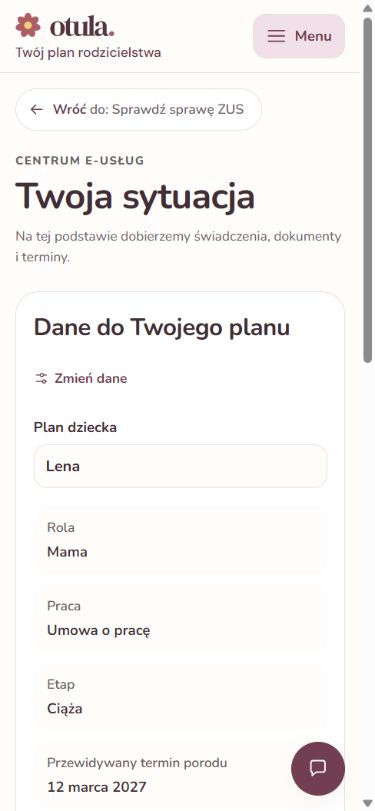 otula.
Twój plan rodzicielstwa
Menu
Wróć do: Sprawdź sprawę ZUS
CENTRUM E-USŁUG
Twoja sytuacja
Na tej podstawie dobierzemy świadczenia, dokumenty
i terminy.
Dane do Twojego planu
Zmień dane
Plan dziecka
Lena
Rola
Mama
Praca
Umowa o pracę
Etap
Ciąża
Przewidywany termin porodu
12 marca 2027